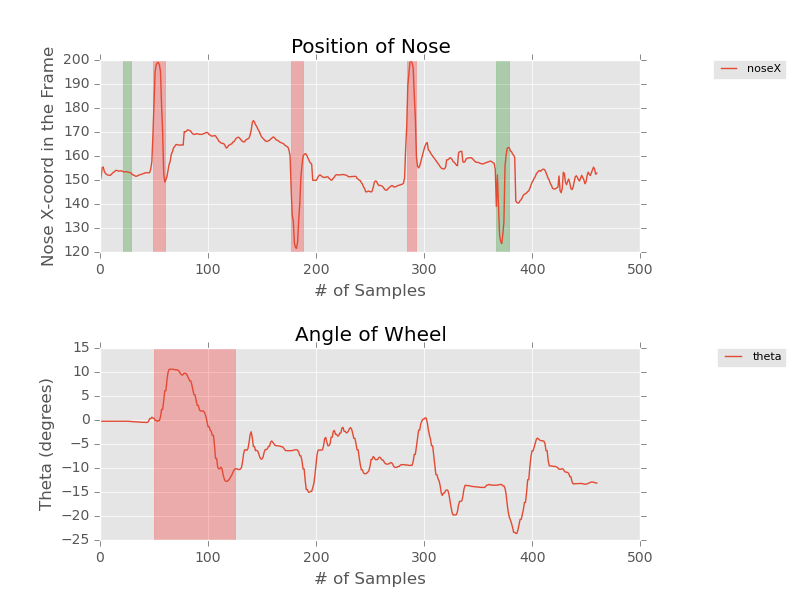 Position of Nose
noseX
Nose X-coord in the Frame
200
190
180
170
160
150
140
130
120
0 100 200 300 400 500
# of Samples
Angle of Wheel
theta
Theta (degrees)
15
10
5
0
−5
−10
−15
−20
−25
0 100 200 300 400 500
# of Samples